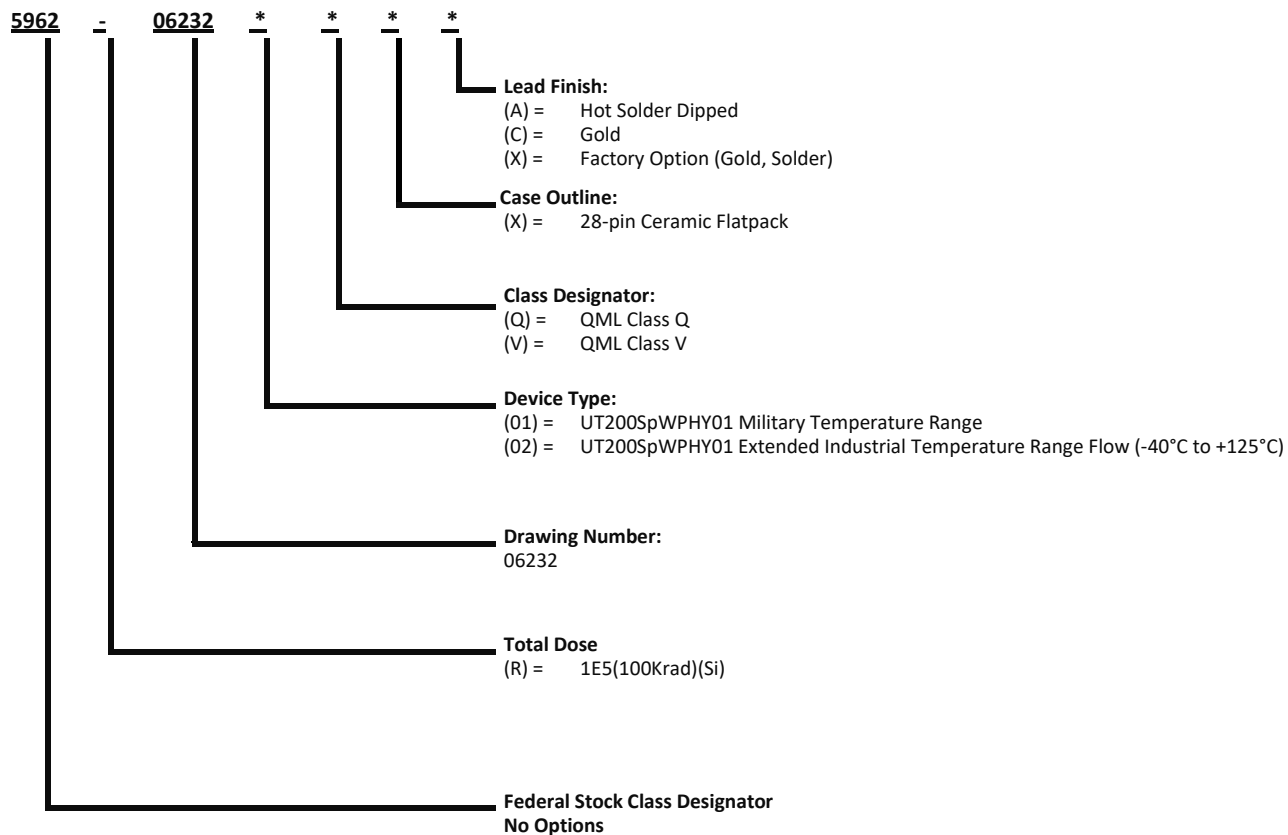 5962 - 06232 * * * *
Lead Finish:
(A) = Hot Solder Dipped
(C) = Gold
(X) = Factory Option (Gold, Solder)
Case Outline:
(X) = 28-pin Ceramic Flatpack
Class Designator:
(Q) = QML Class Q
(V) = QML Class V
Device Type:
(01) = UT200SpWPHY01 Military Temperature Range
(02) = UT200SpWPHY01 Extended Industrial Temperature Range Flow (-40°C to +125°C)
Drawing Number:
06232
Total Dose
(R) = 1E5(100Krad)(Si)
Federal Stock Class Designator
No Options